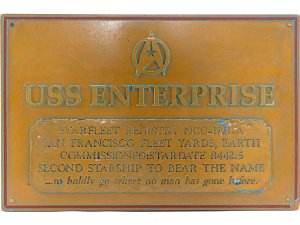 USS ENTERPRISE
STARFLEET REGISTRY NCC-1701-A
SAN FRANCISCO FLEET YARDS, EARTH
COMMISSIONED:STARDATE 8442.5
SECOND STARSHIP TO BEAR THE NAME
...to boldly go where no man has gone before.